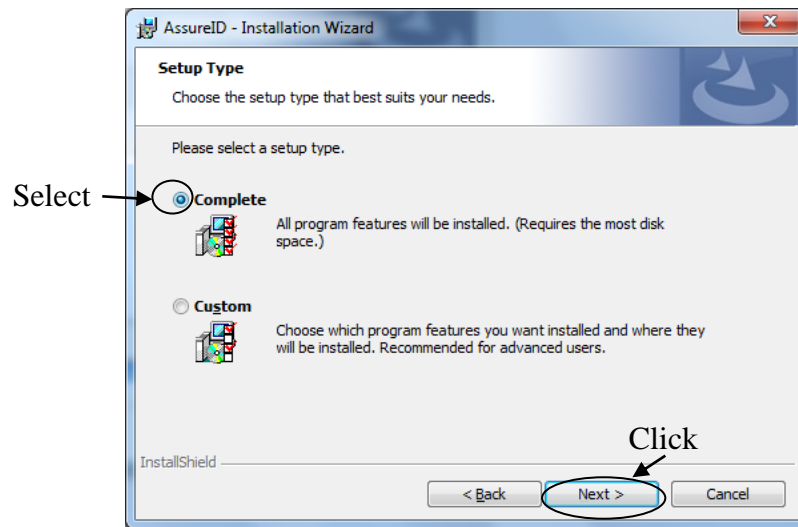 AssureID - Installation Wizard
Setup Type
Choose the setup type that best suits your needs.
Please select a setup type.
Select
Complete
All program features will be installed. (Requires the most disk
space.)
Custom
Choose which program features you want installed and where they
will be installed. Recommended for advanced users.
Click
InstallShield
< Back
Next >
Cancel